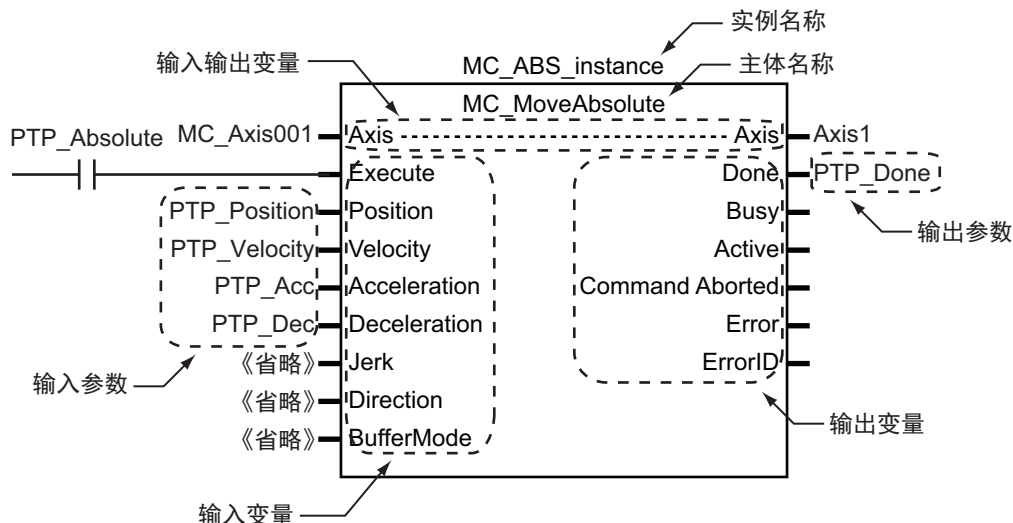 实例名称
输入输出变量
MC_ABS_instance
主体名称
MC_MoveAbsolute
PTP_Absolute
MC_Axis001
Axis
Axis
Axis1
Execute
Done
PTP_Done
PTP_Position
Position
Busy
输出参数
PTP_Velocity
Velocity
Active
PTP_Acc
Acceleration
Command Aborted
PTP_Dec
Deceleration
Error
《省略》
Jerk
ErrorID
输入参数
《省略》
Direction
输出变量
《省略》
BufferMode
输入变量